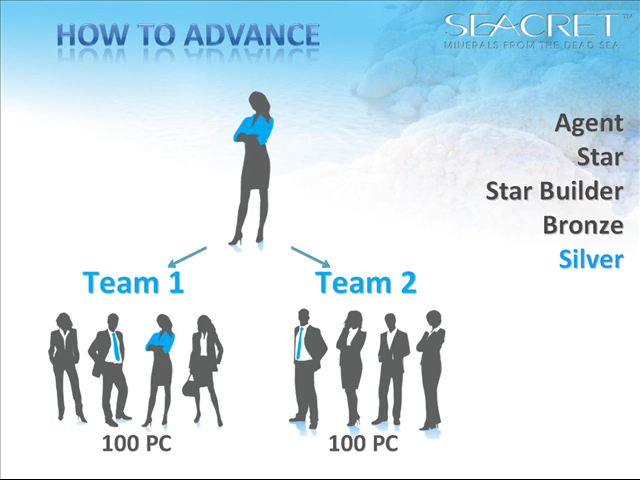 HOW TO ADVANCE
SEACRET™
MINERALS FROM THE DEAD SEA
Agent
Star
Star Builder
Bronze
Silver
Team 1
Team 2
100 PC
100 PC